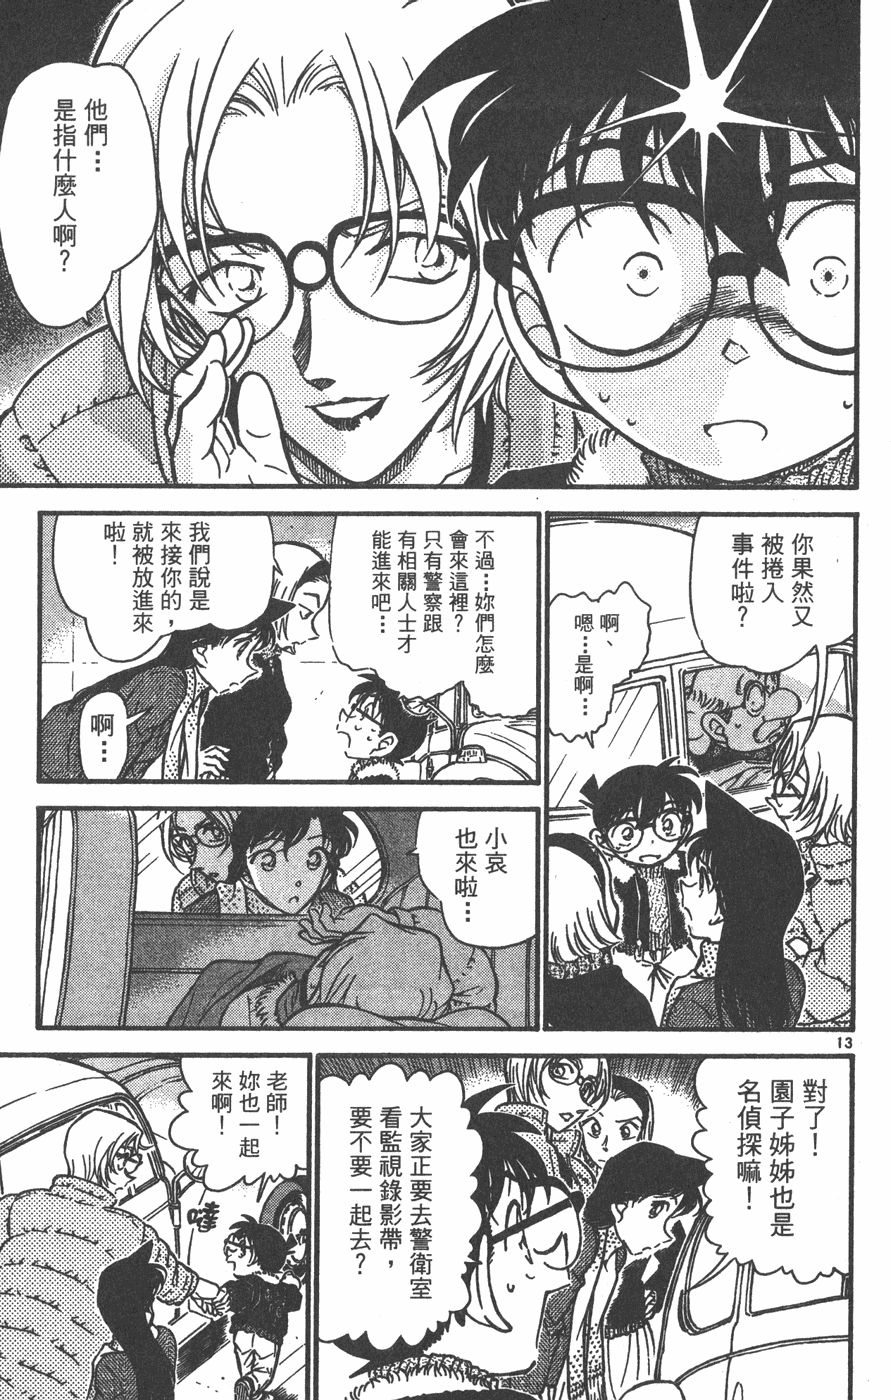 他們…
是指什麼人啊？
你果然又
被捲入
事件啦？
啊、
嗯…是啊…
不過…妳們怎麼
會來這裡？
只有警察跟
有相關人士才
能進來吧…
我們說是
來接你的，
就被放進來
啦！
啊…
小哀
也來啦…
13
對了！
園子姊姊也是
名偵探嘛！
大家正要去警衛室
看監視錄影帶，
要不要一起去？
老師！
妳也一起
來啊！
噠